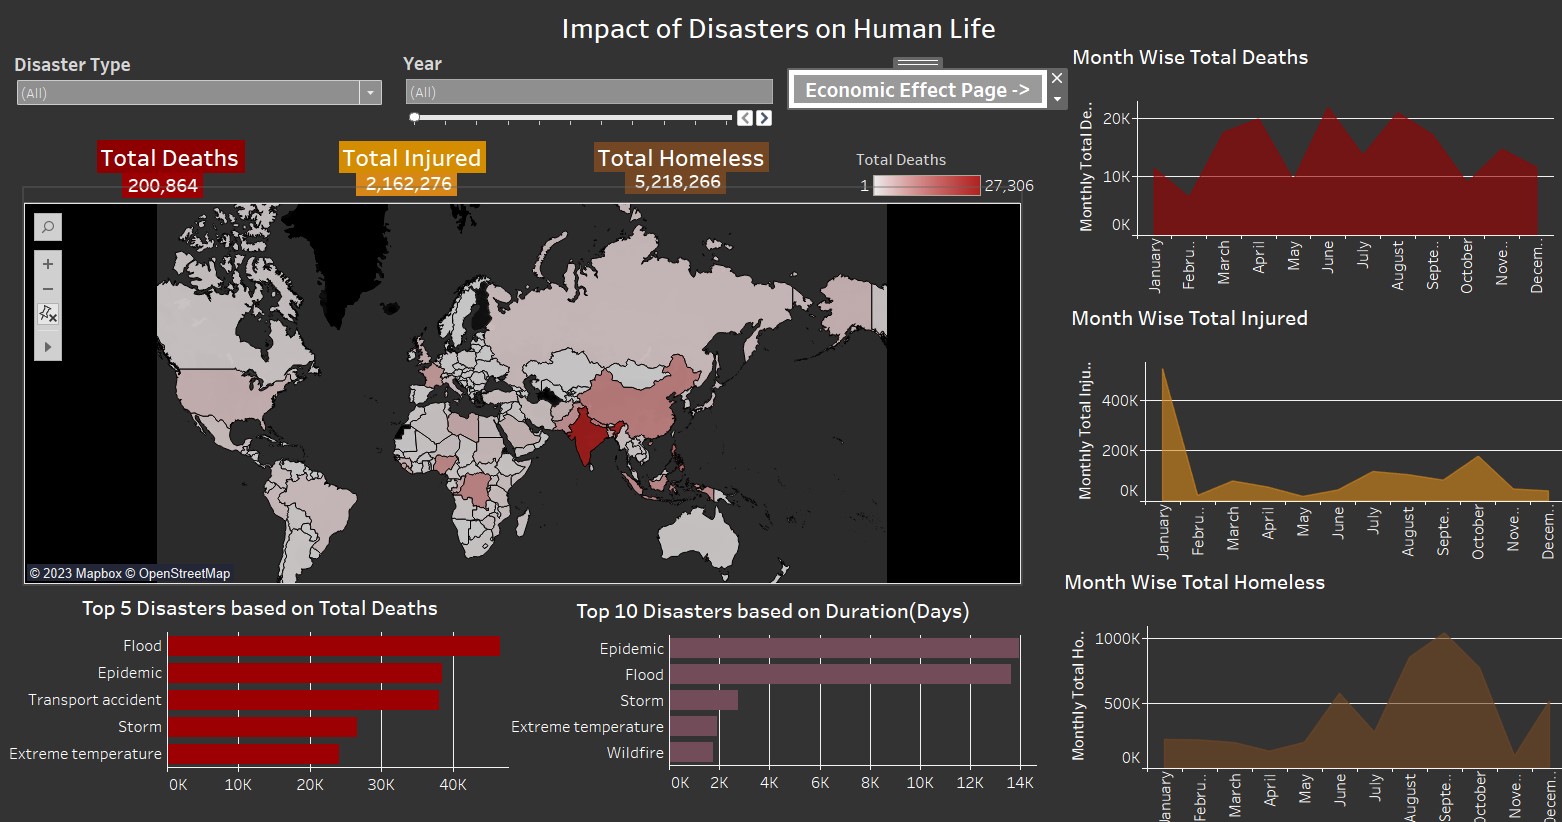 Impact of Disasters on Human Life
Disaster Type
(All)
Year
(All)
Economic Effect Page ->
Total Deaths
200,864
Total Injured
2,162,276
Total Homeless
5,218,266
Total Deaths
1
27,306
© 2023 Mapbox © OpenStreetMap
Top 5 Disasters based on Total Deaths
Flood
Epidemic
Transport accident
Storm
Extreme temperature
0K 10K 20K 30K 40K
Top 10 Disasters based on Duration(Days)
Epidemic
Flood
Storm
Extreme temperature
Wildfire
0K 2K 4K 6K 8K 10K 12K 14K
Month Wise Total Deaths
Monthly Total De..
20K
10K
0K
January Febru.. March April May June July August Septe.. October Nove.. Decem..
Month Wise Total Injured
Monthly Total Inju..
400K
200K
0K
January Febru.. March April May June July August Septe.. October Nove.. Decem..
Month Wise Total Homeless
Monthly Total Ho..
1000K
500K
0K
January Febru.. March April May June July August Septe.. October Nove.. Decem..